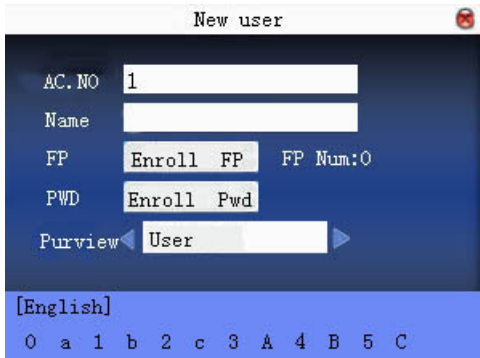 New user
AC.NO 1
Name
FP Enroll FP FP Num:0
PWD Enroll Pwd
Purview User
[English]
0 a 1 b 2 c 3 A 4 B 5 C